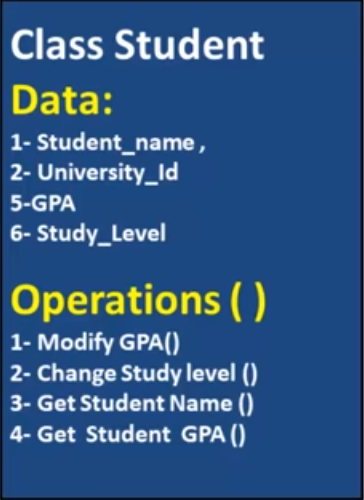 Class Student
Data:
1- Student_name ,
2- University_Id
5-GPA
6- Study_Level
Operations ( )
1- Modify GPA()
2- Change Study level ()
3- Get Student Name ()
4- Get Student GPA ()